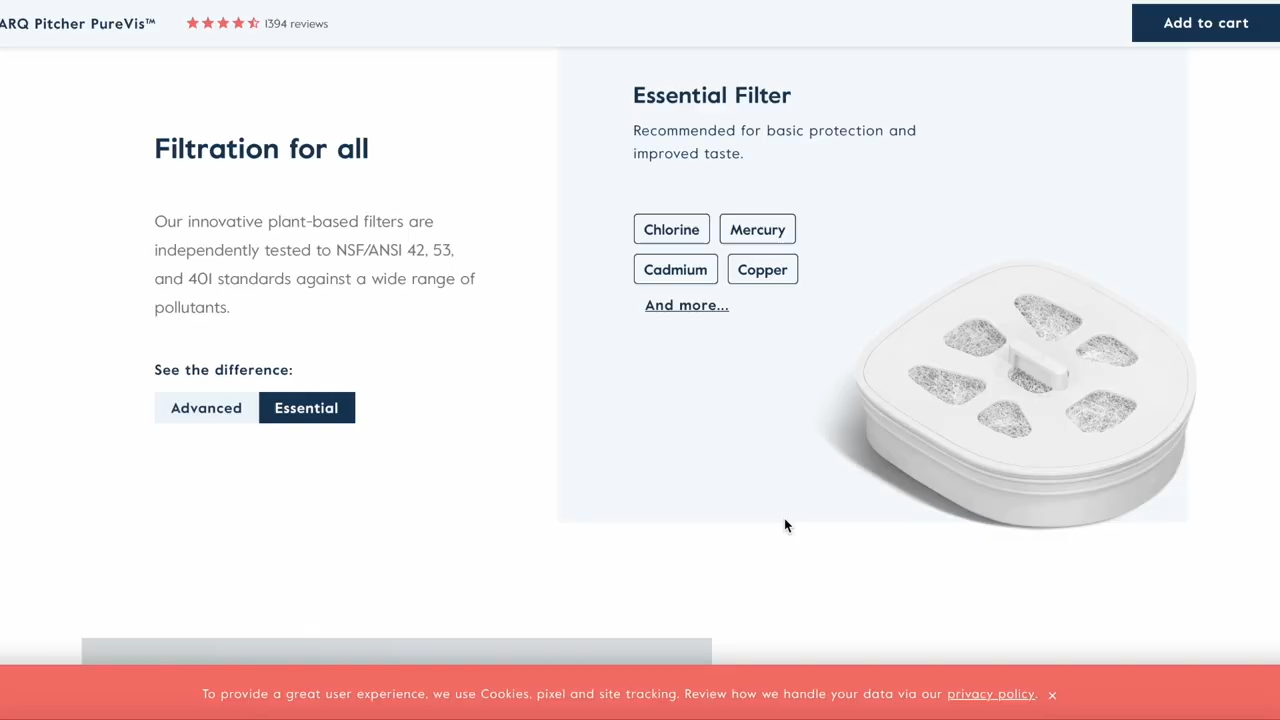 ARQ Pitcher PureVis™
1394 reviews
Add to cart
Filtration for all
Our innovative plant-based filters are
independently tested to NSF/ANSI 42, 53,
and 401 standards against a wide range of
pollutants.
See the difference:
Advanced
Essential
Essential Filter
Recommended for basic protection and
improved taste.
Chlorine
Mercury
Cadmium
Copper
And more...
To provide a great user experience, we use Cookies, pixel and site tracking. Review how we handle your data via our privacy policy. ×